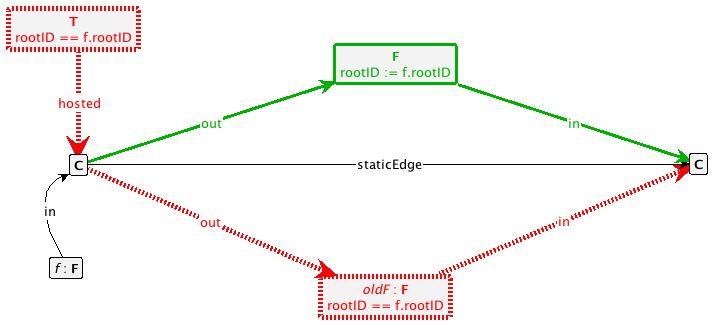 T
rootID == f.rootID
F
rootID := f.rootID
hosted
out
in
C
staticEdge
C
in
out
in
f : F
oldF : F
rootID == f.rootID